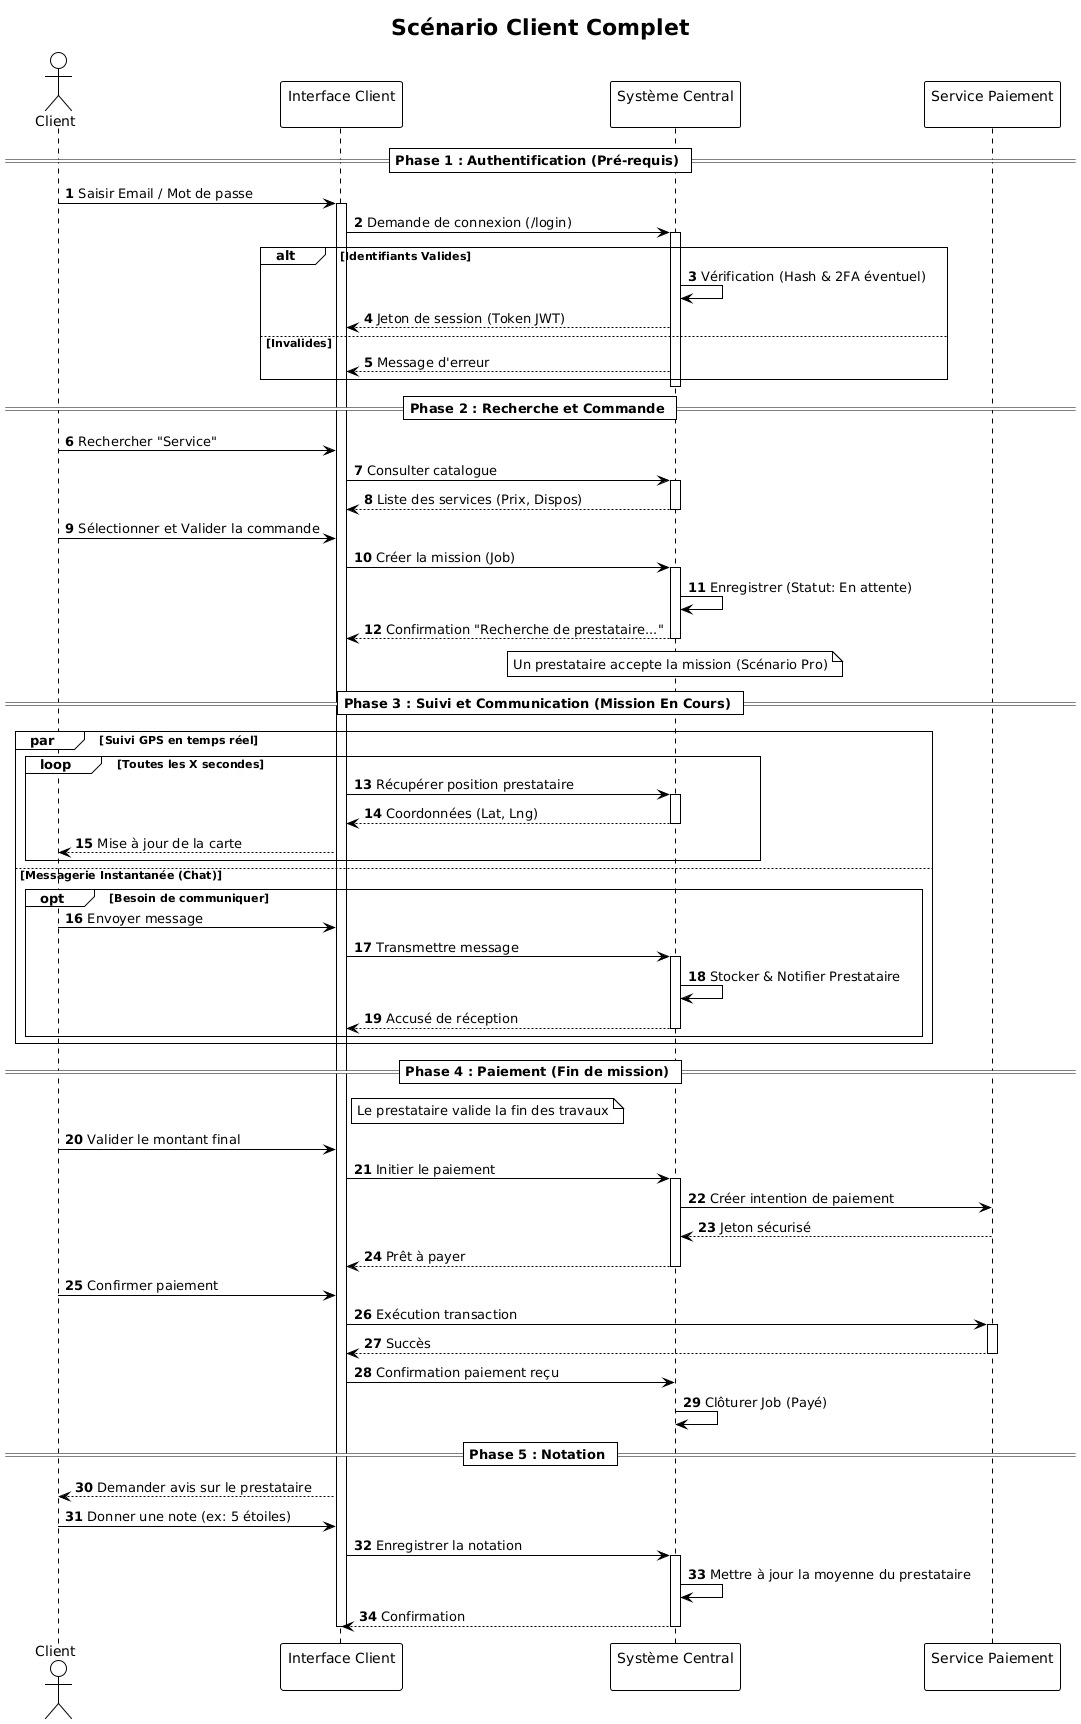 Scénario Client Complet
Client
Interface Client
Système Central
Service Paiement
Phase 1 : Authentification (Pré-requis)
1 Saisir Email / Mot de passe
2 Demande de connexion (/login)
alt [Identifiants Valides]
3 Vérification (Hash & 2FA éventuel)
4 Jeton de session (Token JWT)
[Invalides]
5 Message d'erreur
Phase 2 : Recherche et Commande
6 Rechercher "Service"
7 Consulter catalogue
8 Liste des services (Prix, Dispos)
9 Sélectionner et Valider la commande
10 Créer la mission (Job)
11 Enregistrer (Statut: En attente)
12 Confirmation "Recherche de prestataire..."
Un prestataire accepte la mission (Scénario Pro)
Phase 3 : Suivi et Communication (Mission En Cours)
par [Suivi GPS en temps réel]
loop [Toutes les X secondes]
13 Récupérer position prestataire
14 Coordonnées (Lat, Lng)
15 Mise à jour de la carte
[Messagerie Instantanée (Chat)]
opt [Besoin de communiquer]
16 Envoyer message
17 Transmettre message
18 Stocker & Notifier Prestataire
19 Accusé de réception
Phase 4 : Paiement (Fin de mission)
Le prestataire valide la fin des travaux
20 Valider le montant final
21 Initier le paiement
22 Créer intention de paiement
23 Jeton sécurisé
24 Prêt à payer
25 Confirmer paiement
26 Exécution transaction
27 Succès
28 Confirmation paiement reçu
29 Clôturer Job (Payé)
Phase 5 : Notation
30 Demander avis sur le prestataire
31 Donner une note (ex: 5 étoiles)
32 Enregistrer la notation
33 Mettre à jour la moyenne du prestataire
34 Confirmation
Client
Interface Client
Système Central
Service Paiement